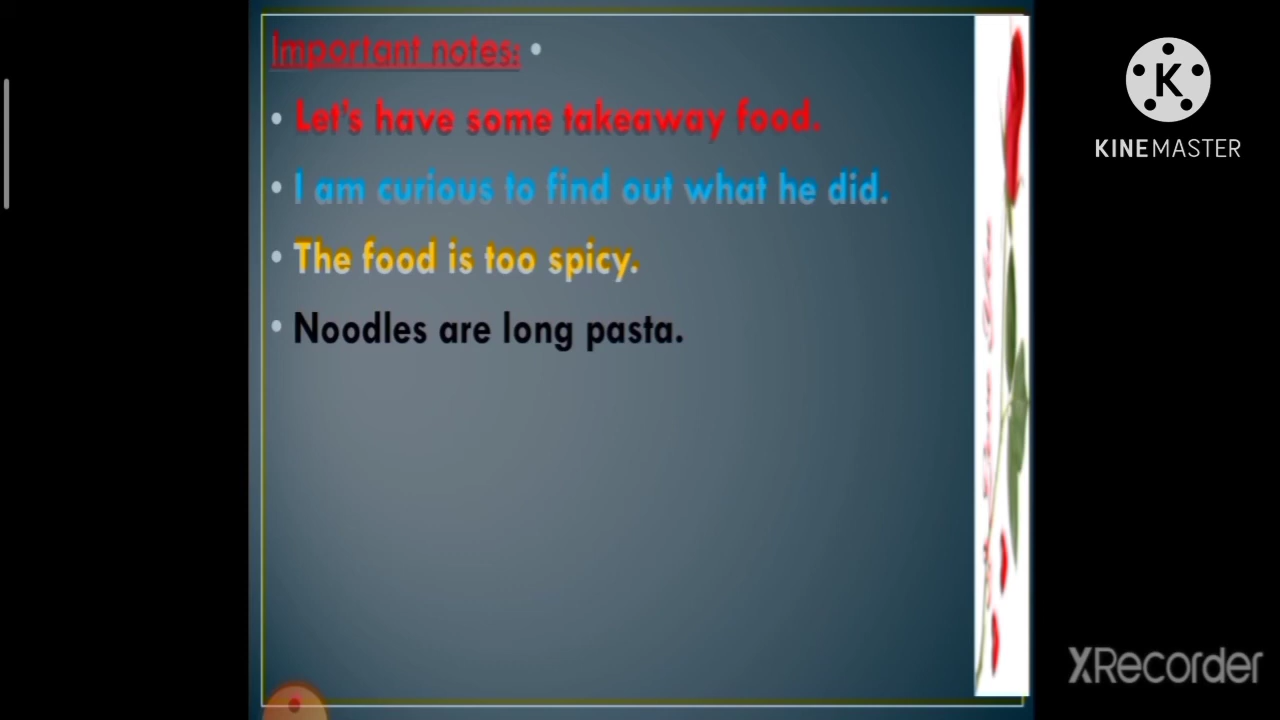 Important notes: •
• Let's have some takeaway food.
• I am curious to find out what he did.
• The food is too spicy.
• Noodles are long pasta.
K
KINEMASTER
XRecorder